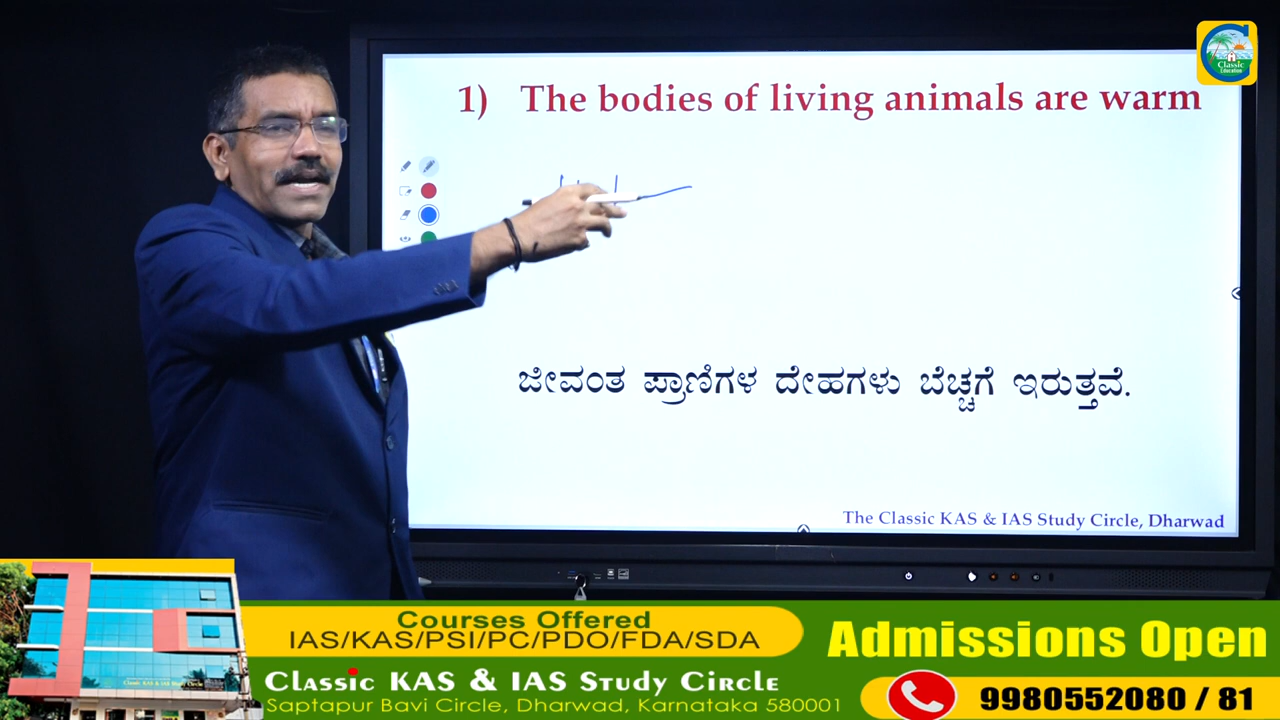 Classic
Education
1) The bodies of living animals are warm
ಜೀವಂತ ಪ್ರಾಣಿಗಳ ದೇಹಗಳು ಬೆಚ್ಚಗೆ ಇರುತ್ತವೆ.
The Classic KAS & IAS Study Circle, Dharwad
Courses Offered
IAS/KAS/PSI/PC/PDO/FDA/SDA
Classic KAS & IAS Study Circle
Saptapur Bavi Circle, Dharwad, Karnataka 580001
Admissions Open
9980552080 / 81